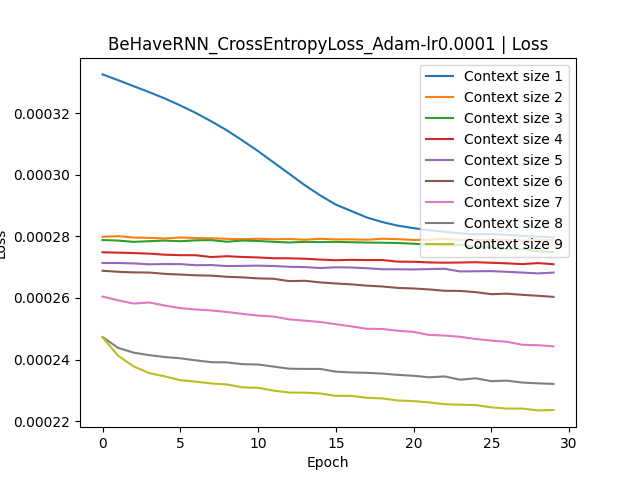 BeHaveRNN_CrossEntropyLoss_Adam-lr0.0001 | Loss
Loss
0.00032
0.00030
0.00028
0.00026
0.00024
0.00022
Context size 1
Context size 2
Context size 3
Context size 4
Context size 5
Context size 6
Context size 7
Context size 8
Context size 9
0 5 10 15 20 25 30
Epoch